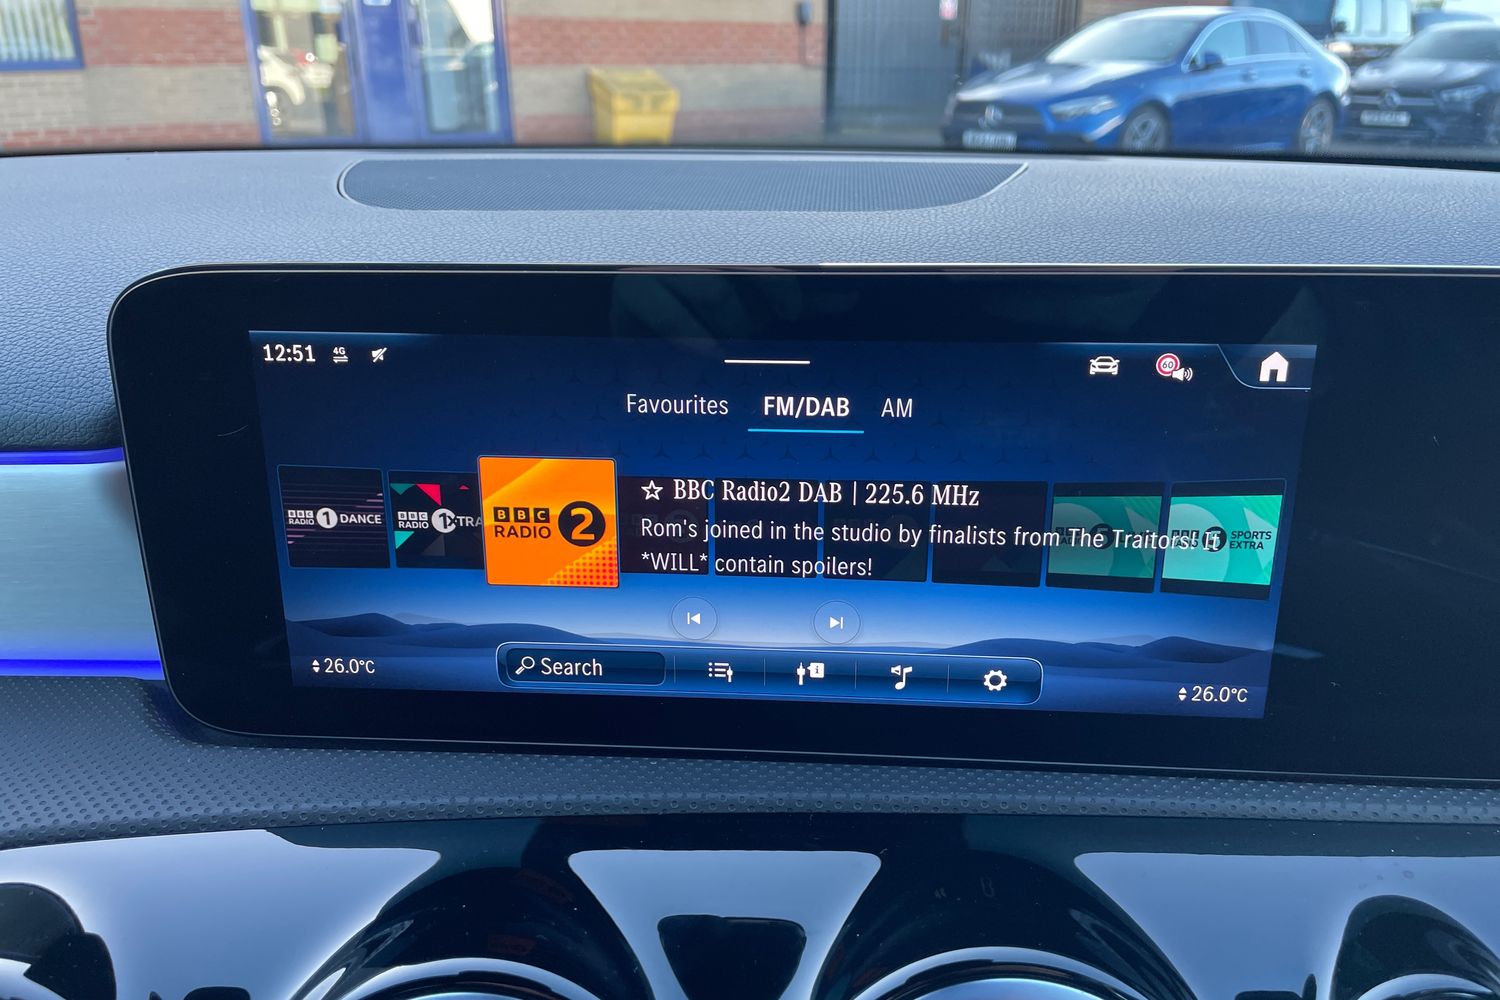 12:51
4G
60
Favourites FM/DAB AM
BBC RADIO 1 DANCE
BBC RADIO 1XTRA
BBC RADIO 2
☆ BBC Radio2 DAB | 225.6 MHz
Rom's joined in the studio by finalists from The Traitors! It
*WILL* contain spoilers!
SPORTS
EXTRA
26.0°C
Search
26.0°C